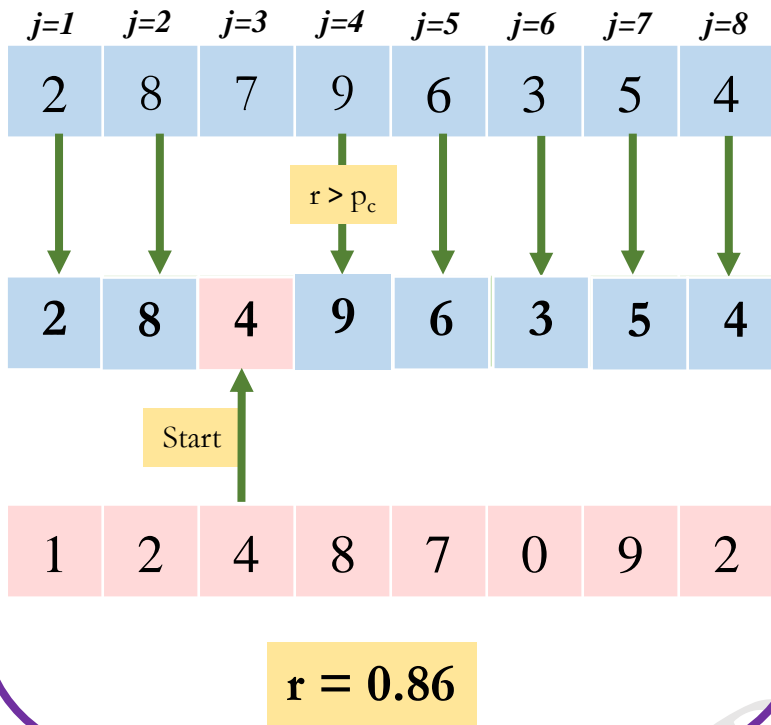 j=1 j=2 j=3 j=4 j=5 j=6 j=7 j=8
2 8 7 9 6 3 5 4
r > pc
2 8 4 9 6 3 5 4
Start
1 2 4 8 7 0 9 2
r = 0.86